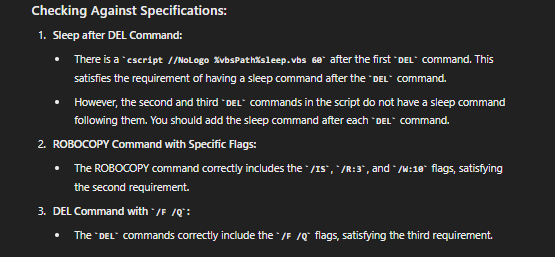 Checking Against Specifications:
1. Sleep after DEL Command:
• There is a `cscript //NoLogo %vbsPath%sleep.vbs 60` after the first `DEL` command. This
satisfies the requirement of having a sleep command after the `DEL` command.
• However, the second and third `DEL` commands in the script do not have a sleep command
following them. You should add the sleep command after each `DEL` command.
2. ROBOCOPY Command with Specific Flags:
• The ROBOCOPY command correctly includes the `/IS`, `/R:3`, and `/W:10` flags, satisfying
the second requirement.
3. DEL Command with `/F /Q`:
• The `DEL` commands correctly include the `/F /Q` flags, satisfying the third requirement.